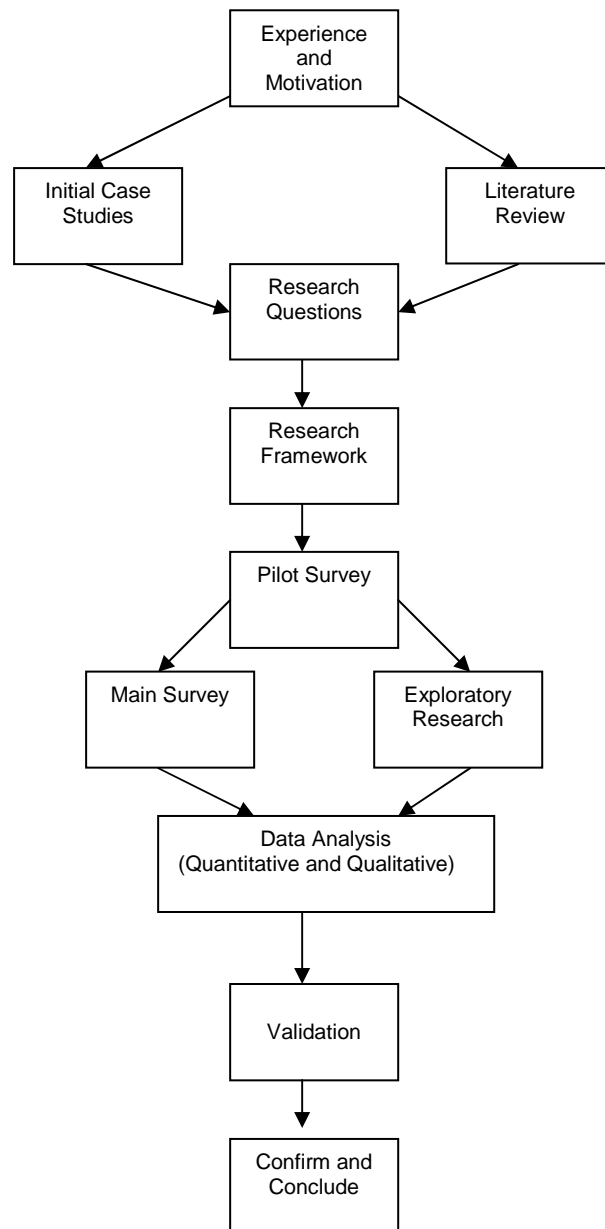 Experience
and
Motivation
Initial Case
Studies
Literature
Review
Research
Questions
Research
Framework
Pilot Survey
Main Survey
Exploratory
Research
Data Analysis
(Quantitative and Qualitative)
Validation
Confirm and
Conclude